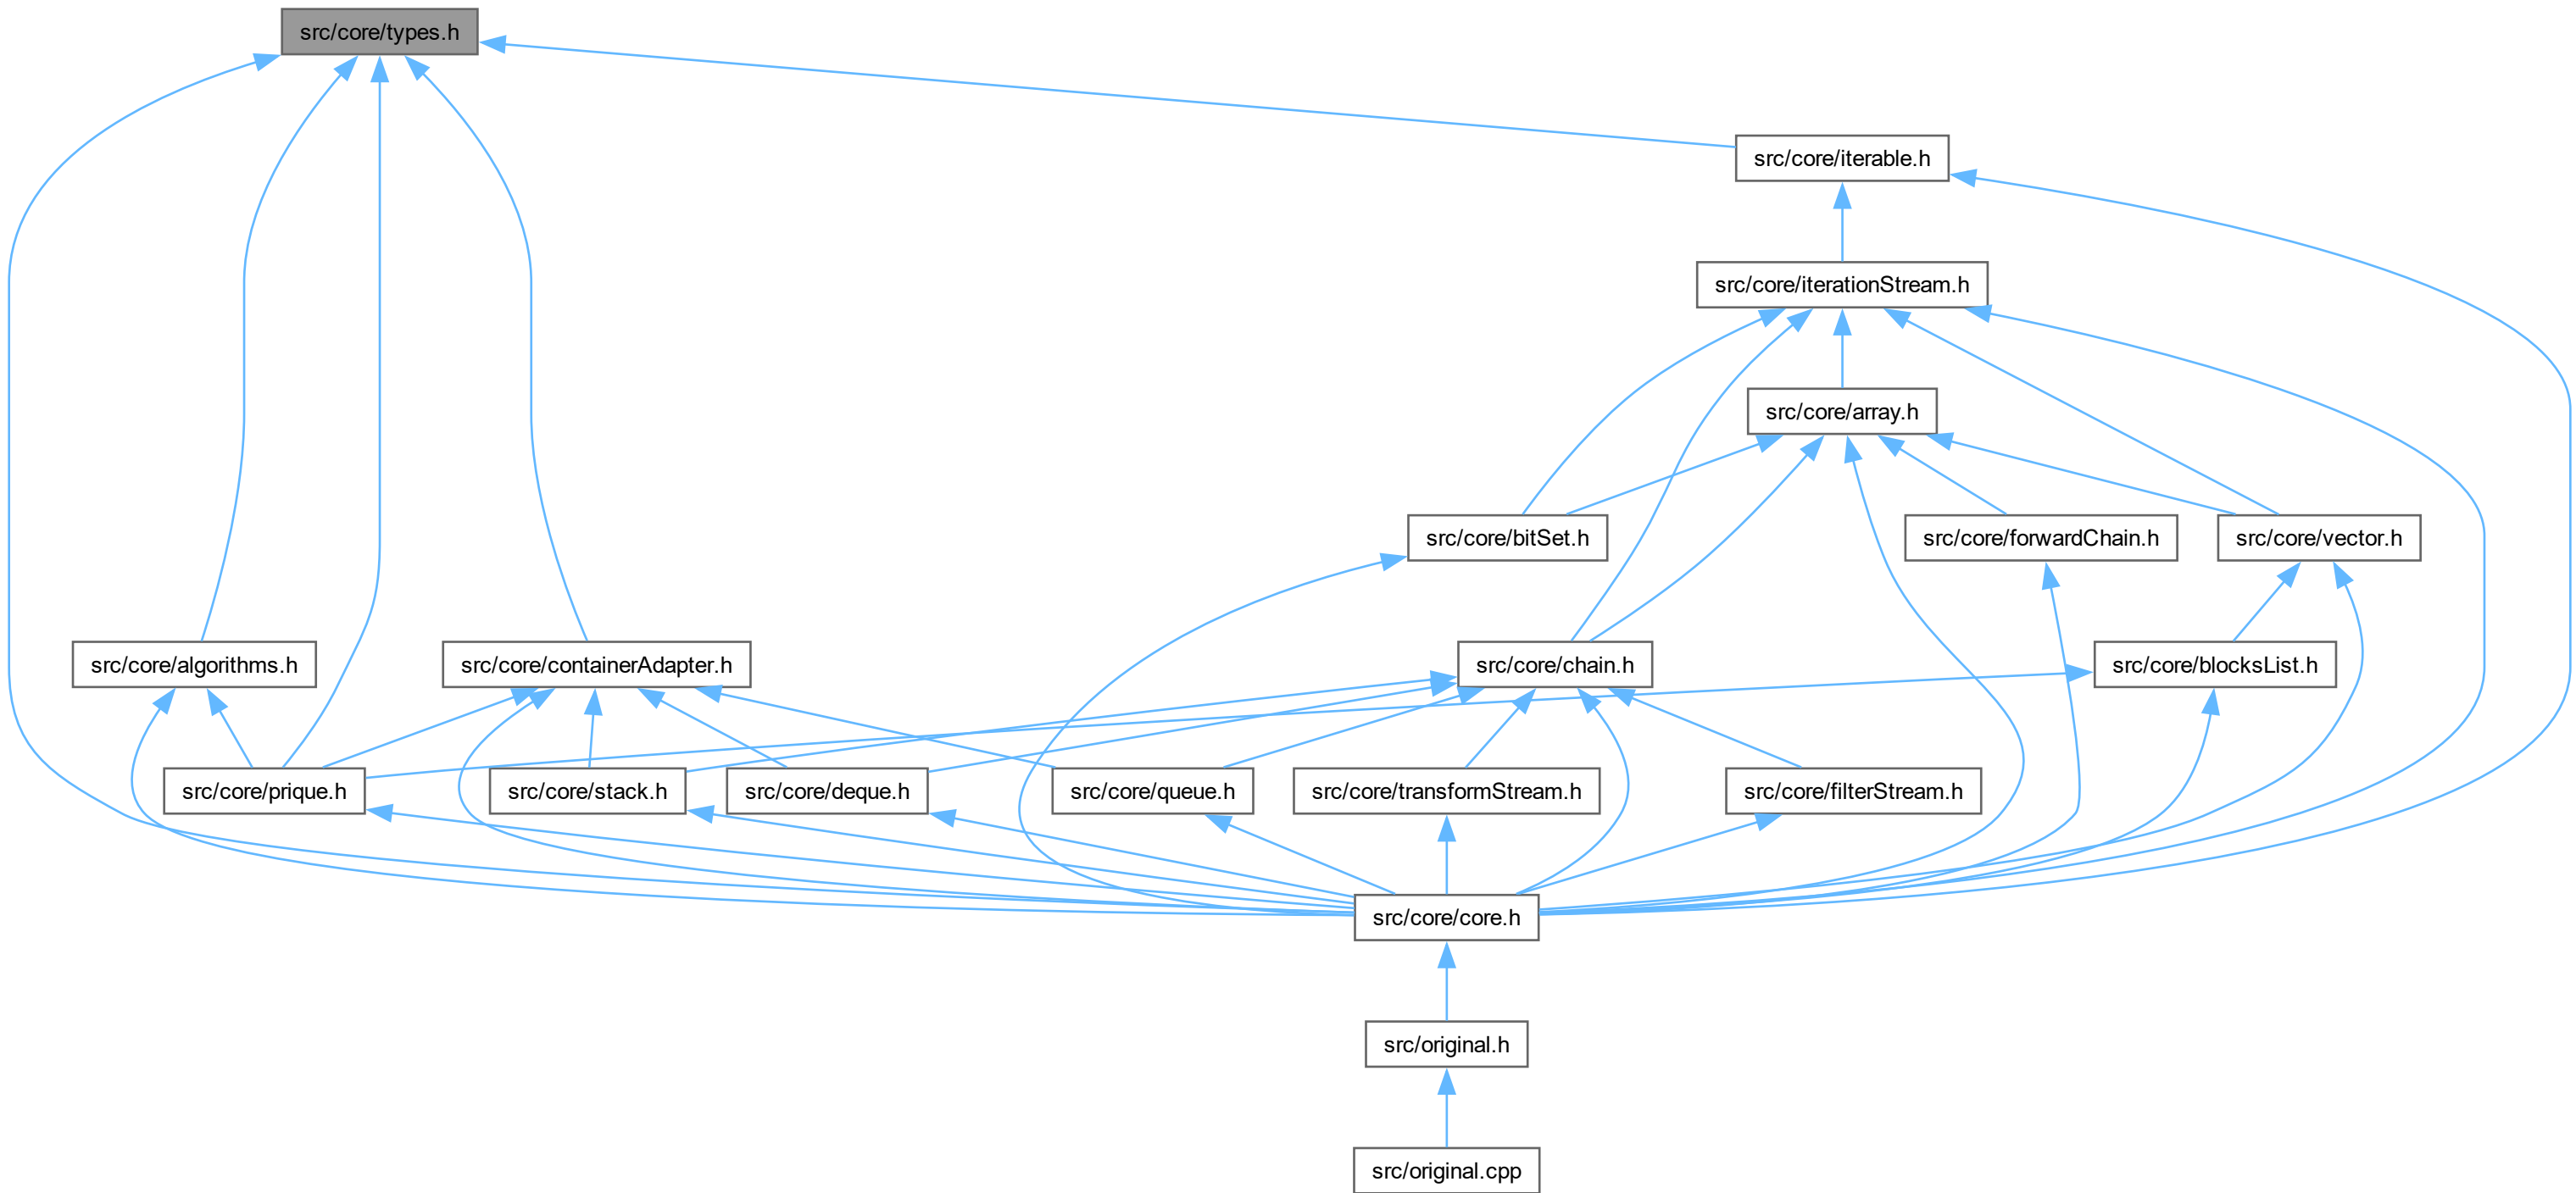 src/core/types.h
src/core/iterable.h
src/core/iterationStream.h
src/core/array.h
src/core/bitSet.h
src/core/forwardChain.h
src/core/vector.h
src/core/algorithms.h
src/core/containerAdapter.h
src/core/chain.h
src/core/blocksList.h
src/core/prique.h
src/core/stack.h
src/core/deque.h
src/core/queue.h
src/core/transformStream.h
src/core/filterStream.h
src/core/core.h
src/original.h
src/original.cpp